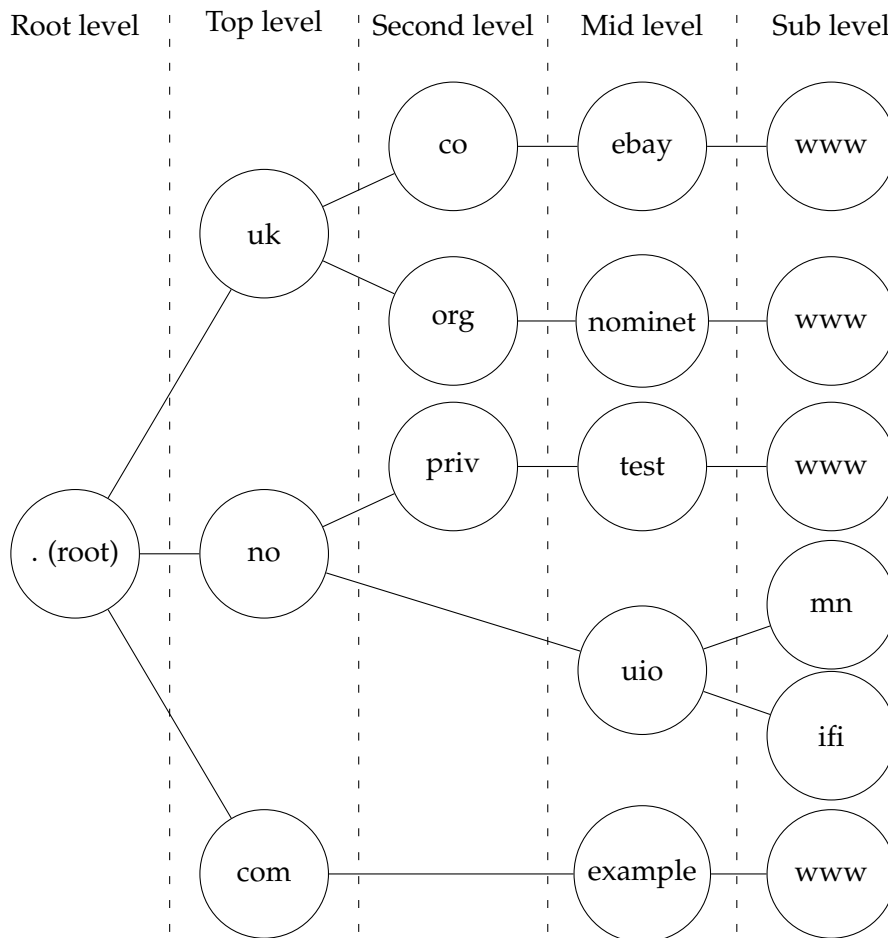 Root level
Top level
Second level
Mid level
Sub level
co
ebay
www
uk
org
nominet
www
priv
test
www
. (root)
no
mn
uio
ifi
com
example
www